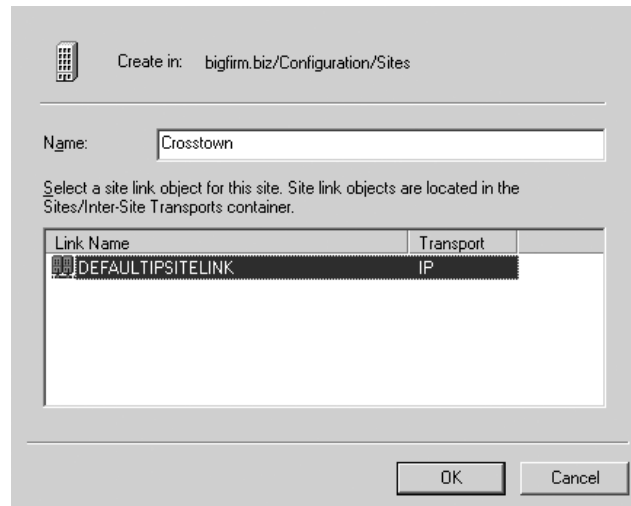 Create in: bigfirm.biz/Configuration/Sites
Name: Crosstown
Select a site link object for this site. Site link objects are located in the
Sites/Inter-Site Transports container.
Link Name Transport
DEFAULTIPSITELINK IP
OK Cancel